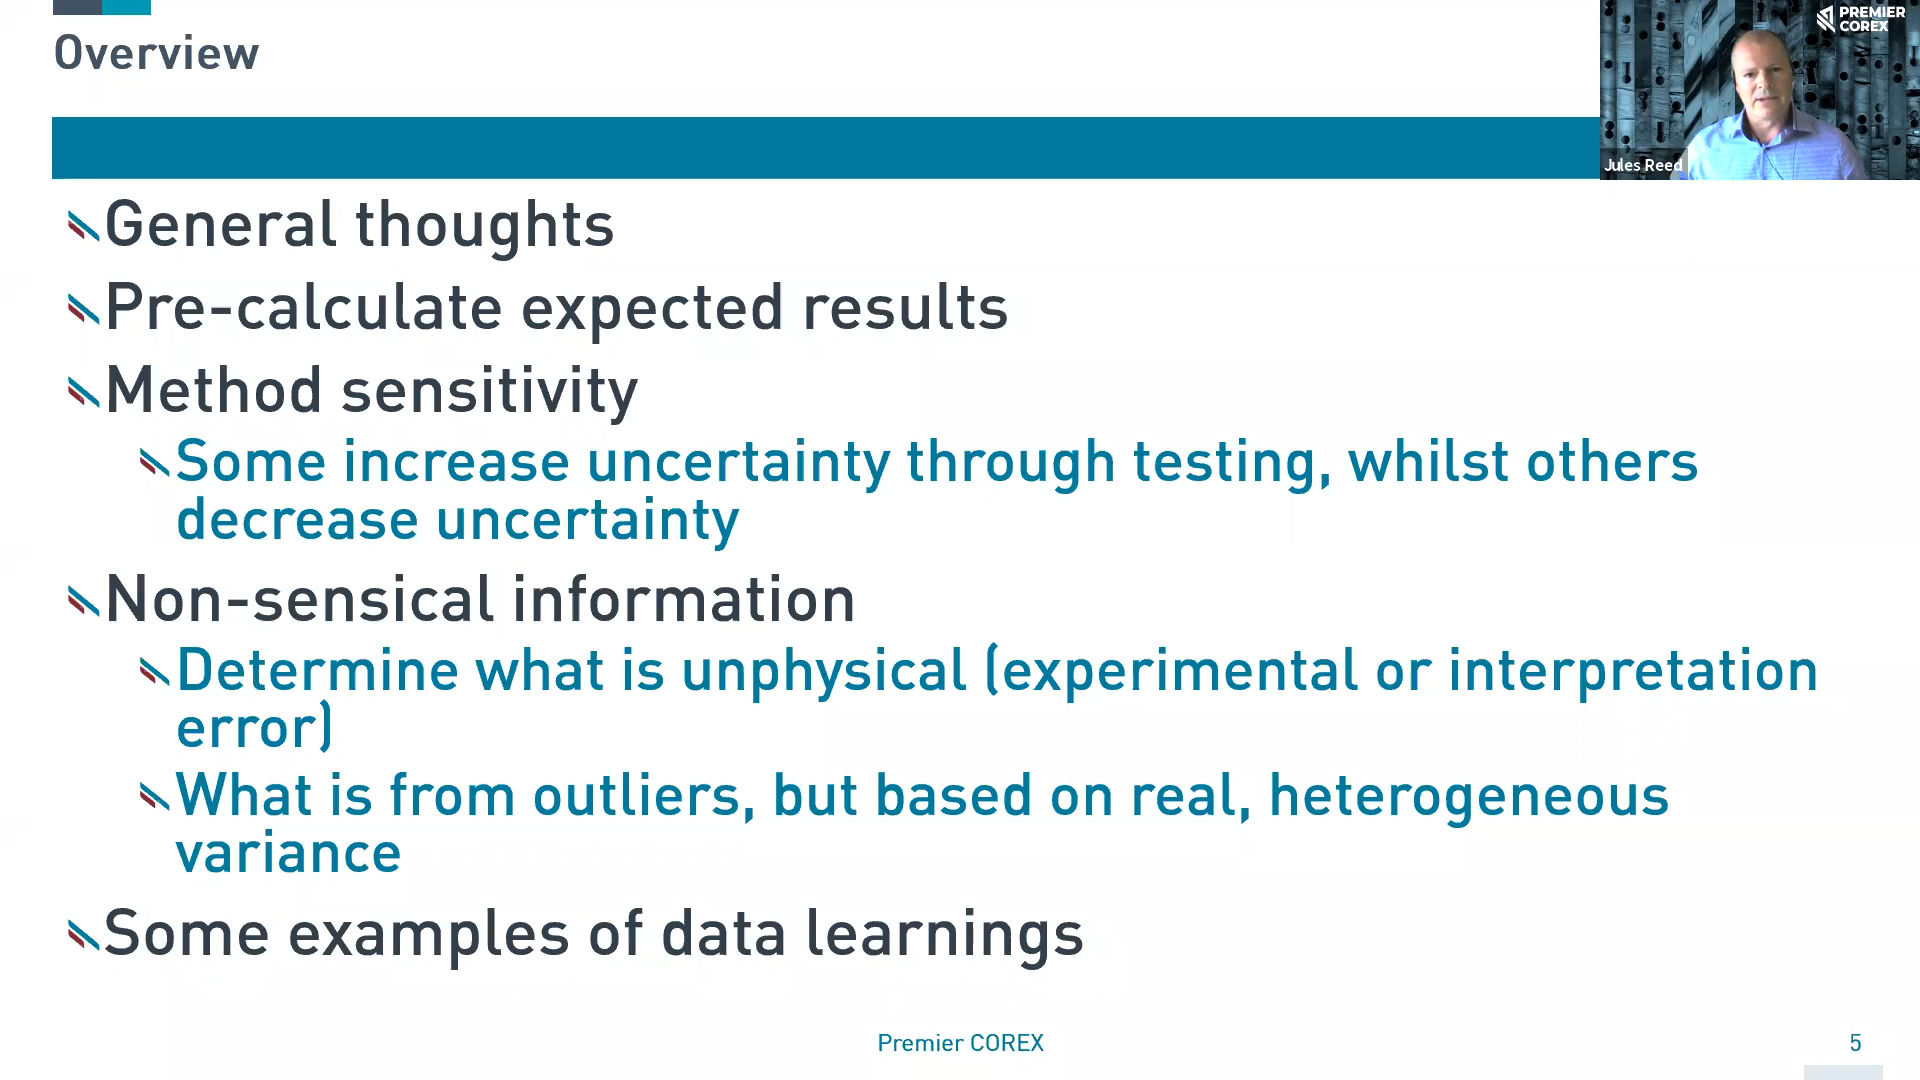 Overview
PREMIER
COREX
Jules Reed
General thoughts
Pre-calculate expected results
Method sensitivity
Some increase uncertainty through testing, whilst others
decrease uncertainty
Non-sensical information
Determine what is unphysical (experimental or interpretation
error)
What is from outliers, but based on real, heterogeneous
variance
Some examples of data learnings
Premier COREX
5